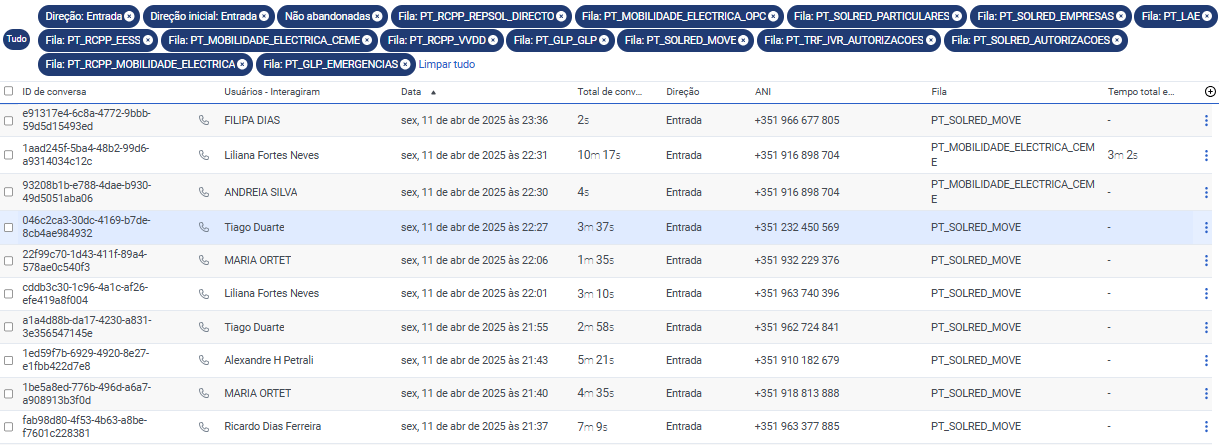 Tudo
Direção: Entrada Direção inicial: Entrada Não abandonadas Fila: PT_RCPP_REPSOL_DIRECTO Fila: PT_MOBILIDADE_ELECTRICA_OPC Fila: PT_SOLRED_PARTICULARES Fila: PT_SOLRED_EMPRESAS Fila: PT_LAE
Fila: PT_RCPP_EESS Fila: PT_MOBILIDADE_ELECTRICA_CEME Fila: PT_RCPP_VVDD Fila: PT_GLP_GLP Fila: PT_SOLRED_MOVE Fila: PT_TRF_IVR_AUTORIZACOES Fila: PT_SOLRED_AUTORIZAÇOES
Fila: PT_RCPP_MOBILIDADE_ELECTRICA Fila: PT_GLP_EMERGENCIAS Limpar tudo
ID de conversa Usuários - Interagiram Data Total de conv... Direção ANI Fila Tempo total e...
e91317e4-6c8a-4772-9bbb-
59d5d15493ed FILIPA DIAS sex, 11 de abr de 2025 às 23:36 2s Entrada +351 966 677 805 PT_SOLRED_MOVE -
1aad245f-5ba4-48b2-99d6-
a9314034c12c Liliana Fortes Neves sex, 11 de abr de 2025 às 22:31 10m 17s Entrada +351 916 898 704 PT_MOBILIDADE_ELECTRICA_CEM
E 3m 2s
93208b1b-e788-4dae-b930-
49d5051aba06 ANDREIA SILVA sex, 11 de abr de 2025 às 22:30 4s Entrada +351 916 898 704 PT_MOBILIDADE_ELECTRICA_CEM
E -
046c2ca3-30dc-4169-b7de-
8cb4ae984932 Tiago Duarte sex, 11 de abr de 2025 às 22:27 3m 37s Entrada +351 232 450 569 PT_SOLRED_MOVE -
22f99c70-1d43-411f-89a4-
578ae0c540f3 MARIA ORTET sex, 11 de abr de 2025 às 22:06 1m 35s Entrada +351 932 229 376 PT_SOLRED_MOVE -
cddb3c30-1c96-4a1c-af26-
efe419a8f004 Liliana Fortes Neves sex, 11 de abr de 2025 às 22:01 3m 10s Entrada +351 963 740 396 PT_SOLRED_MOVE -
a1a4d88b-da17-4230-a831-
3e356547145e Tiago Duarte sex, 11 de abr de 2025 às 21:55 2m 58s Entrada +351 962 724 841 PT_SOLRED_MOVE -
1ed59f7b-6929-4920-8e27-
e1fbb422d7e8 Alexandre H Petrali sex, 11 de abr de 2025 às 21:43 5m 21s Entrada +351 910 182 679 PT_SOLRED_MOVE -
1be5a8ed-776b-496d-a6a7-
a908913b3f0d MARIA ORTET sex, 11 de abr de 2025 às 21:40 4m 35s Entrada +351 918 813 888 PT_SOLRED_MOVE -
fab98d80-4f53-4b63-a8be-
f7601c228381 Ricardo Dias Ferreira sex, 11 de abr de 2025 às 21:37 7m 9s Entrada +351 963 377 885 PT_SOLRED_MOVE -